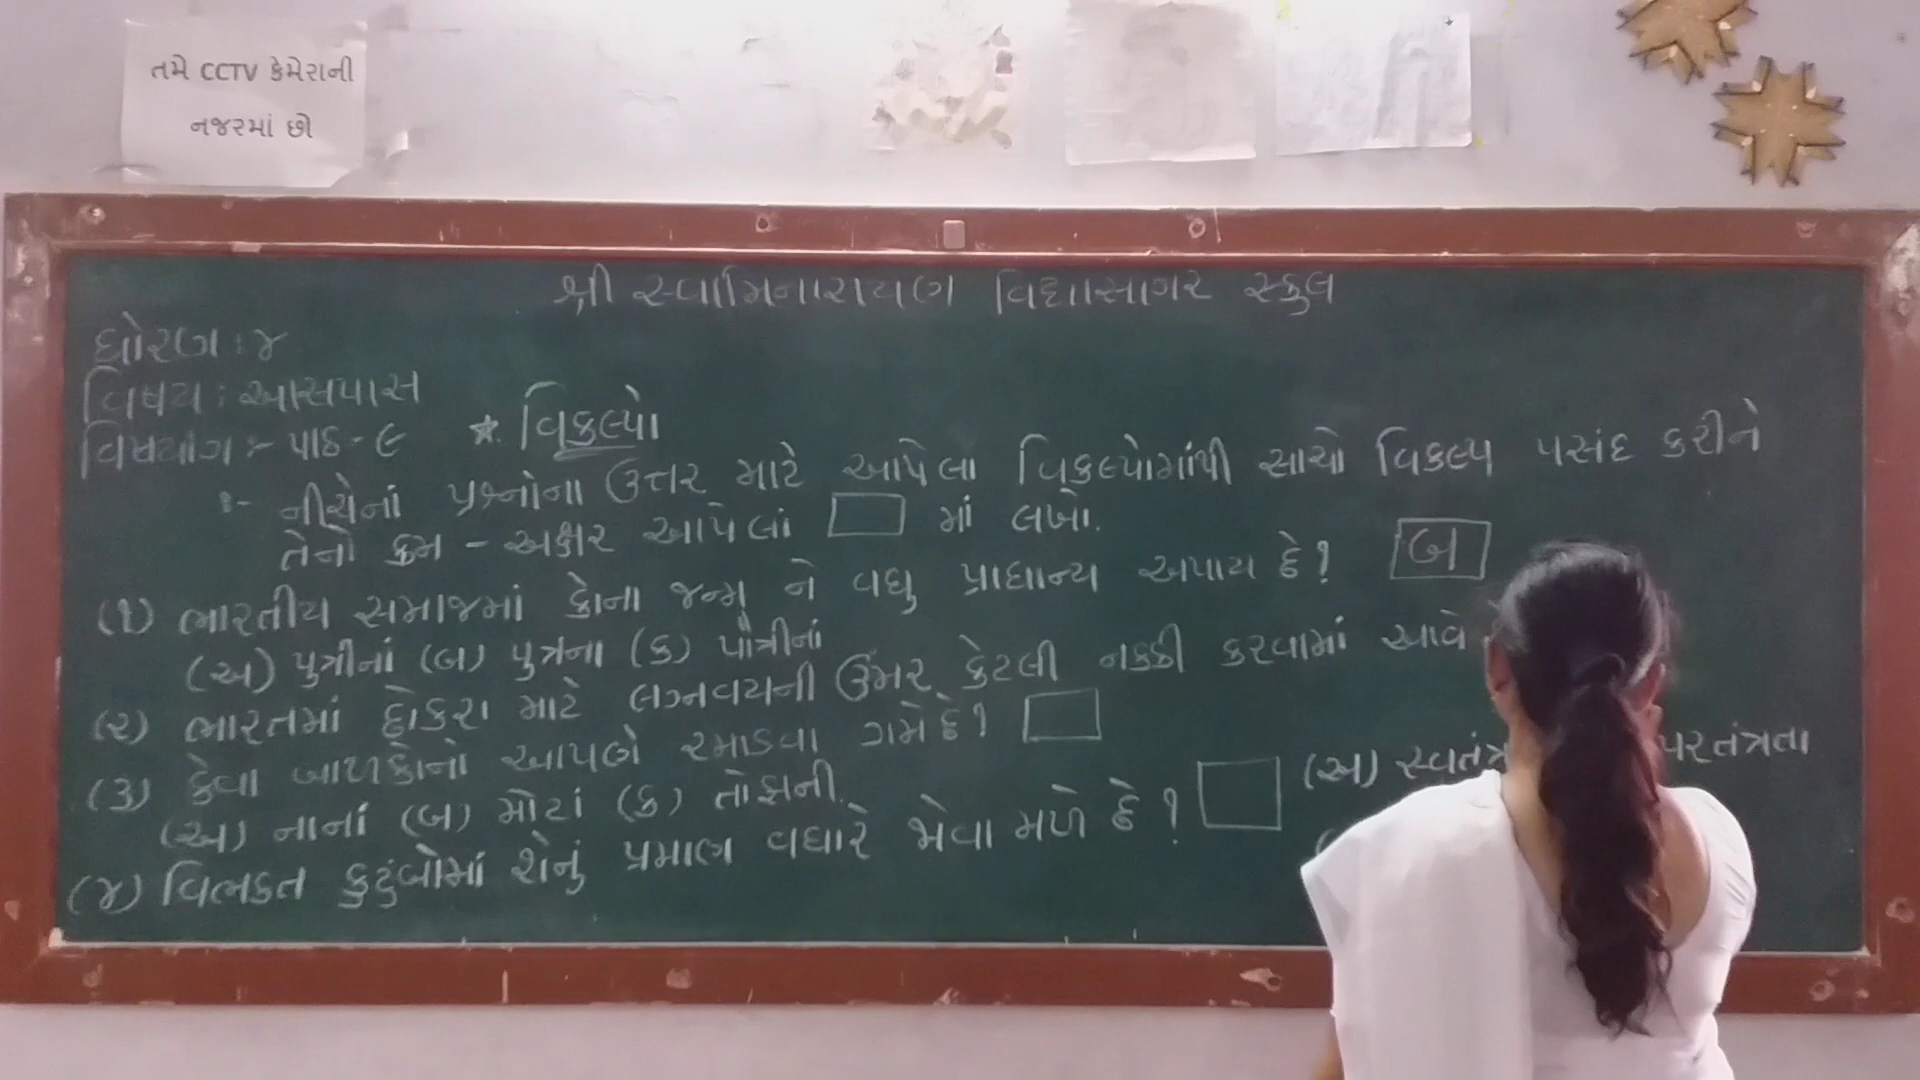 તમે CCTV કેમેરાની
નજરમાં છો
શ્રી સ્વામિનારાયણ વિદ્યાસાગર સ્કુલ
ધોરણ : ૪
વિષય : આસપાસ
વિષયાંગ :- પાઠ - ૯
★ વિકલ્પો
:- નીચેનાં પ્રશ્નોના ઉત્તર માટે આપેલા વિકલ્પોમાંથી સાચો વિકલ્પ પસંદ કરીને
તેનો ક્રમ - અક્ષર આપેલાં □ માં લખો.
(૧) ભારતીય સમાજમાં કોના જન્મ ને વધુ પ્રાધાન્ય અપાય છે? બ
(અ) પુત્રીનાં (બ) પુત્રના (ક) પૌત્રીનાં
(૨) ભારતમાં છોકરા માટે લગ્નવયની ઉંમર કેટલી નક્કી કરવામાં આવે
(૩) કેવા બાળકોનો આપણે રમાડવા ગમે છે? □
(અ) નાનાં (બ) મોટાં (ક) તોફાની.
(૪) વિભકત કુટુંબોમાં શેનું પ્રમાણ વધારે જોવા મળે છે? □ (અ) પરતંત્રતા